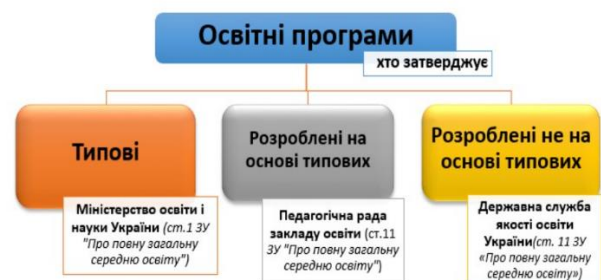 Освітні програми
хто затверджує
Типові
Розроблені на
основі типових
Розроблені не на
основі типових
Міністерство освіти і
науки України (ст.1 ЗУ
"Про повну загальну
середню освіту")
Педагогічна рада
закладу освіти (ст.11
ЗУ "Про повну загальну
середню освіту")
Державна служба
якості освіти
України(ст. 11 ЗУ
«Про повну загальну
середню освіту»)